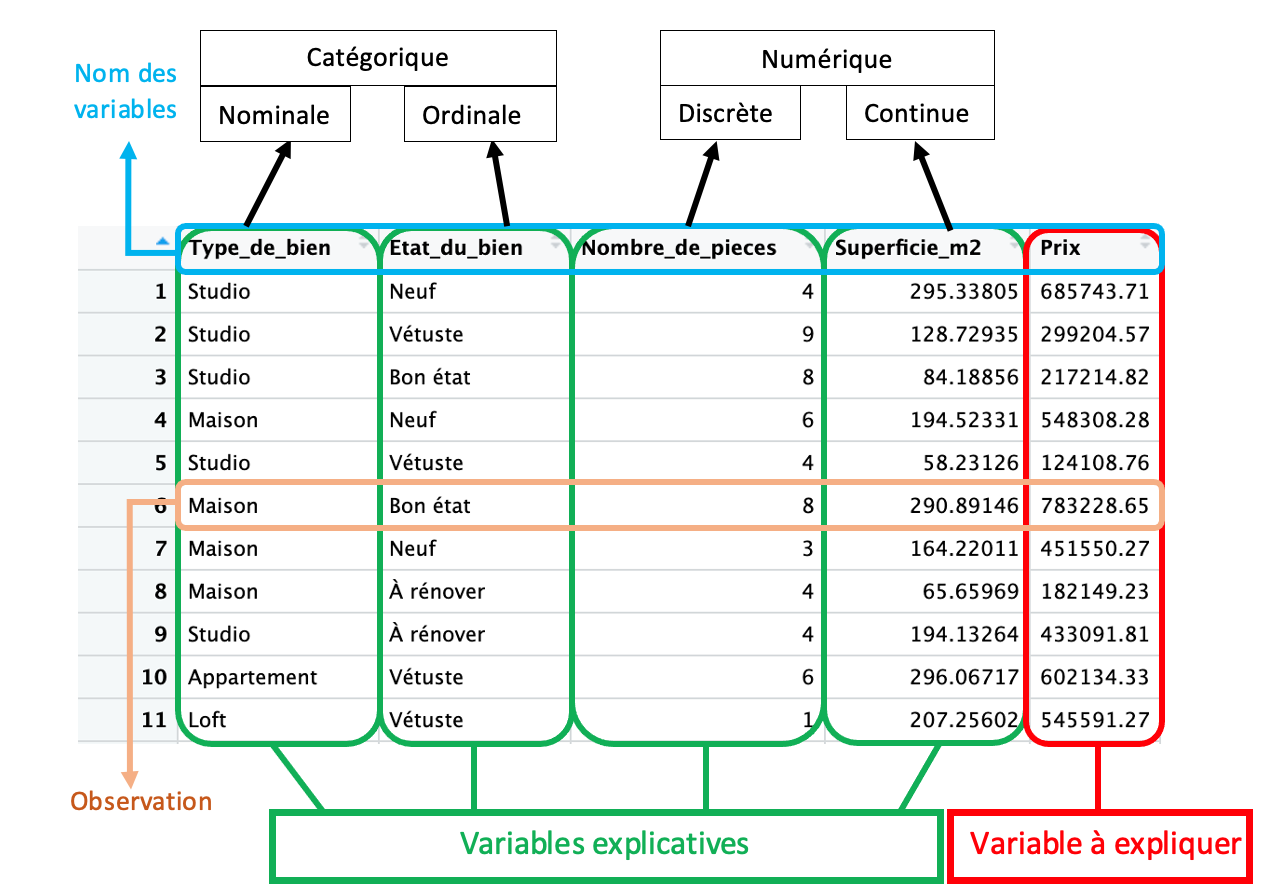 Catégorique
Numérique
Nom des
variables
Nominale
Ordinale
Discrète
Continue
Type_de_bien Etat_du_bien Nombre_de_pieces Superficie_m2 Prix
1 Studio Neuf 4 295.33805 685743.71
2 Studio Vétuste 9 128.72935 299204.57
3 Studio Bon état 8 84.18856 217214.82
4 Maison Neuf 6 194.52331 548308.28
5 Studio Vétuste 4 58.23126 124108.76
6 Maison Bon état 8 290.89146 783228.65
7 Maison Neuf 3 164.22011 451550.27
8 Maison À rénover 4 65.65969 182149.23
9 Studio À rénover 4 194.13264 433091.81
10 Appartement Vétuste 6 296.06717 602134.33
11 Loft Vétuste 1 207.25602 545591.27
Observation
Variables explicatives
Variable à expliquer